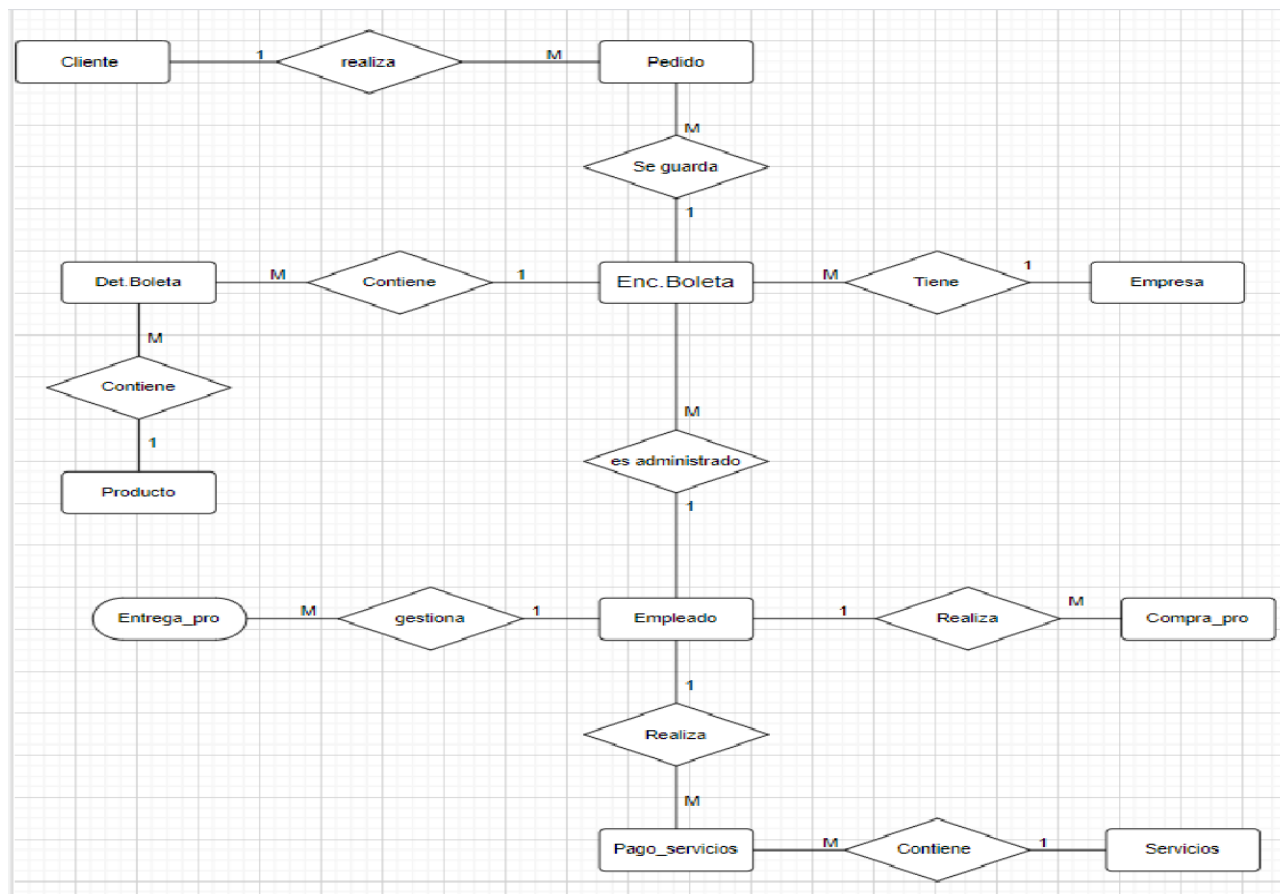 Cliente 1 realiza M Pedido
M
Se guarda
1
Det.Boleta M Contiene 1 Enc.Boleta M Tiene 1 Empresa
M
Contiene
M
es administrado
1
Producto
1
Entrega_pro M gestiona 1 Empleado 1 Realiza M Compra_pro
1
Realiza
M
Pago_servicios M Contiene 1 Servicios